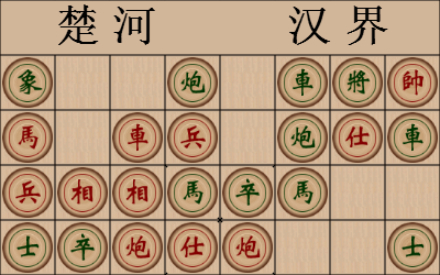 楚河 汉界
象 炮 車 將 帥
馬 車 兵 炮 仕 車
兵 相 相 馬 卒 馬
士 卒 炮 仕 炮 士